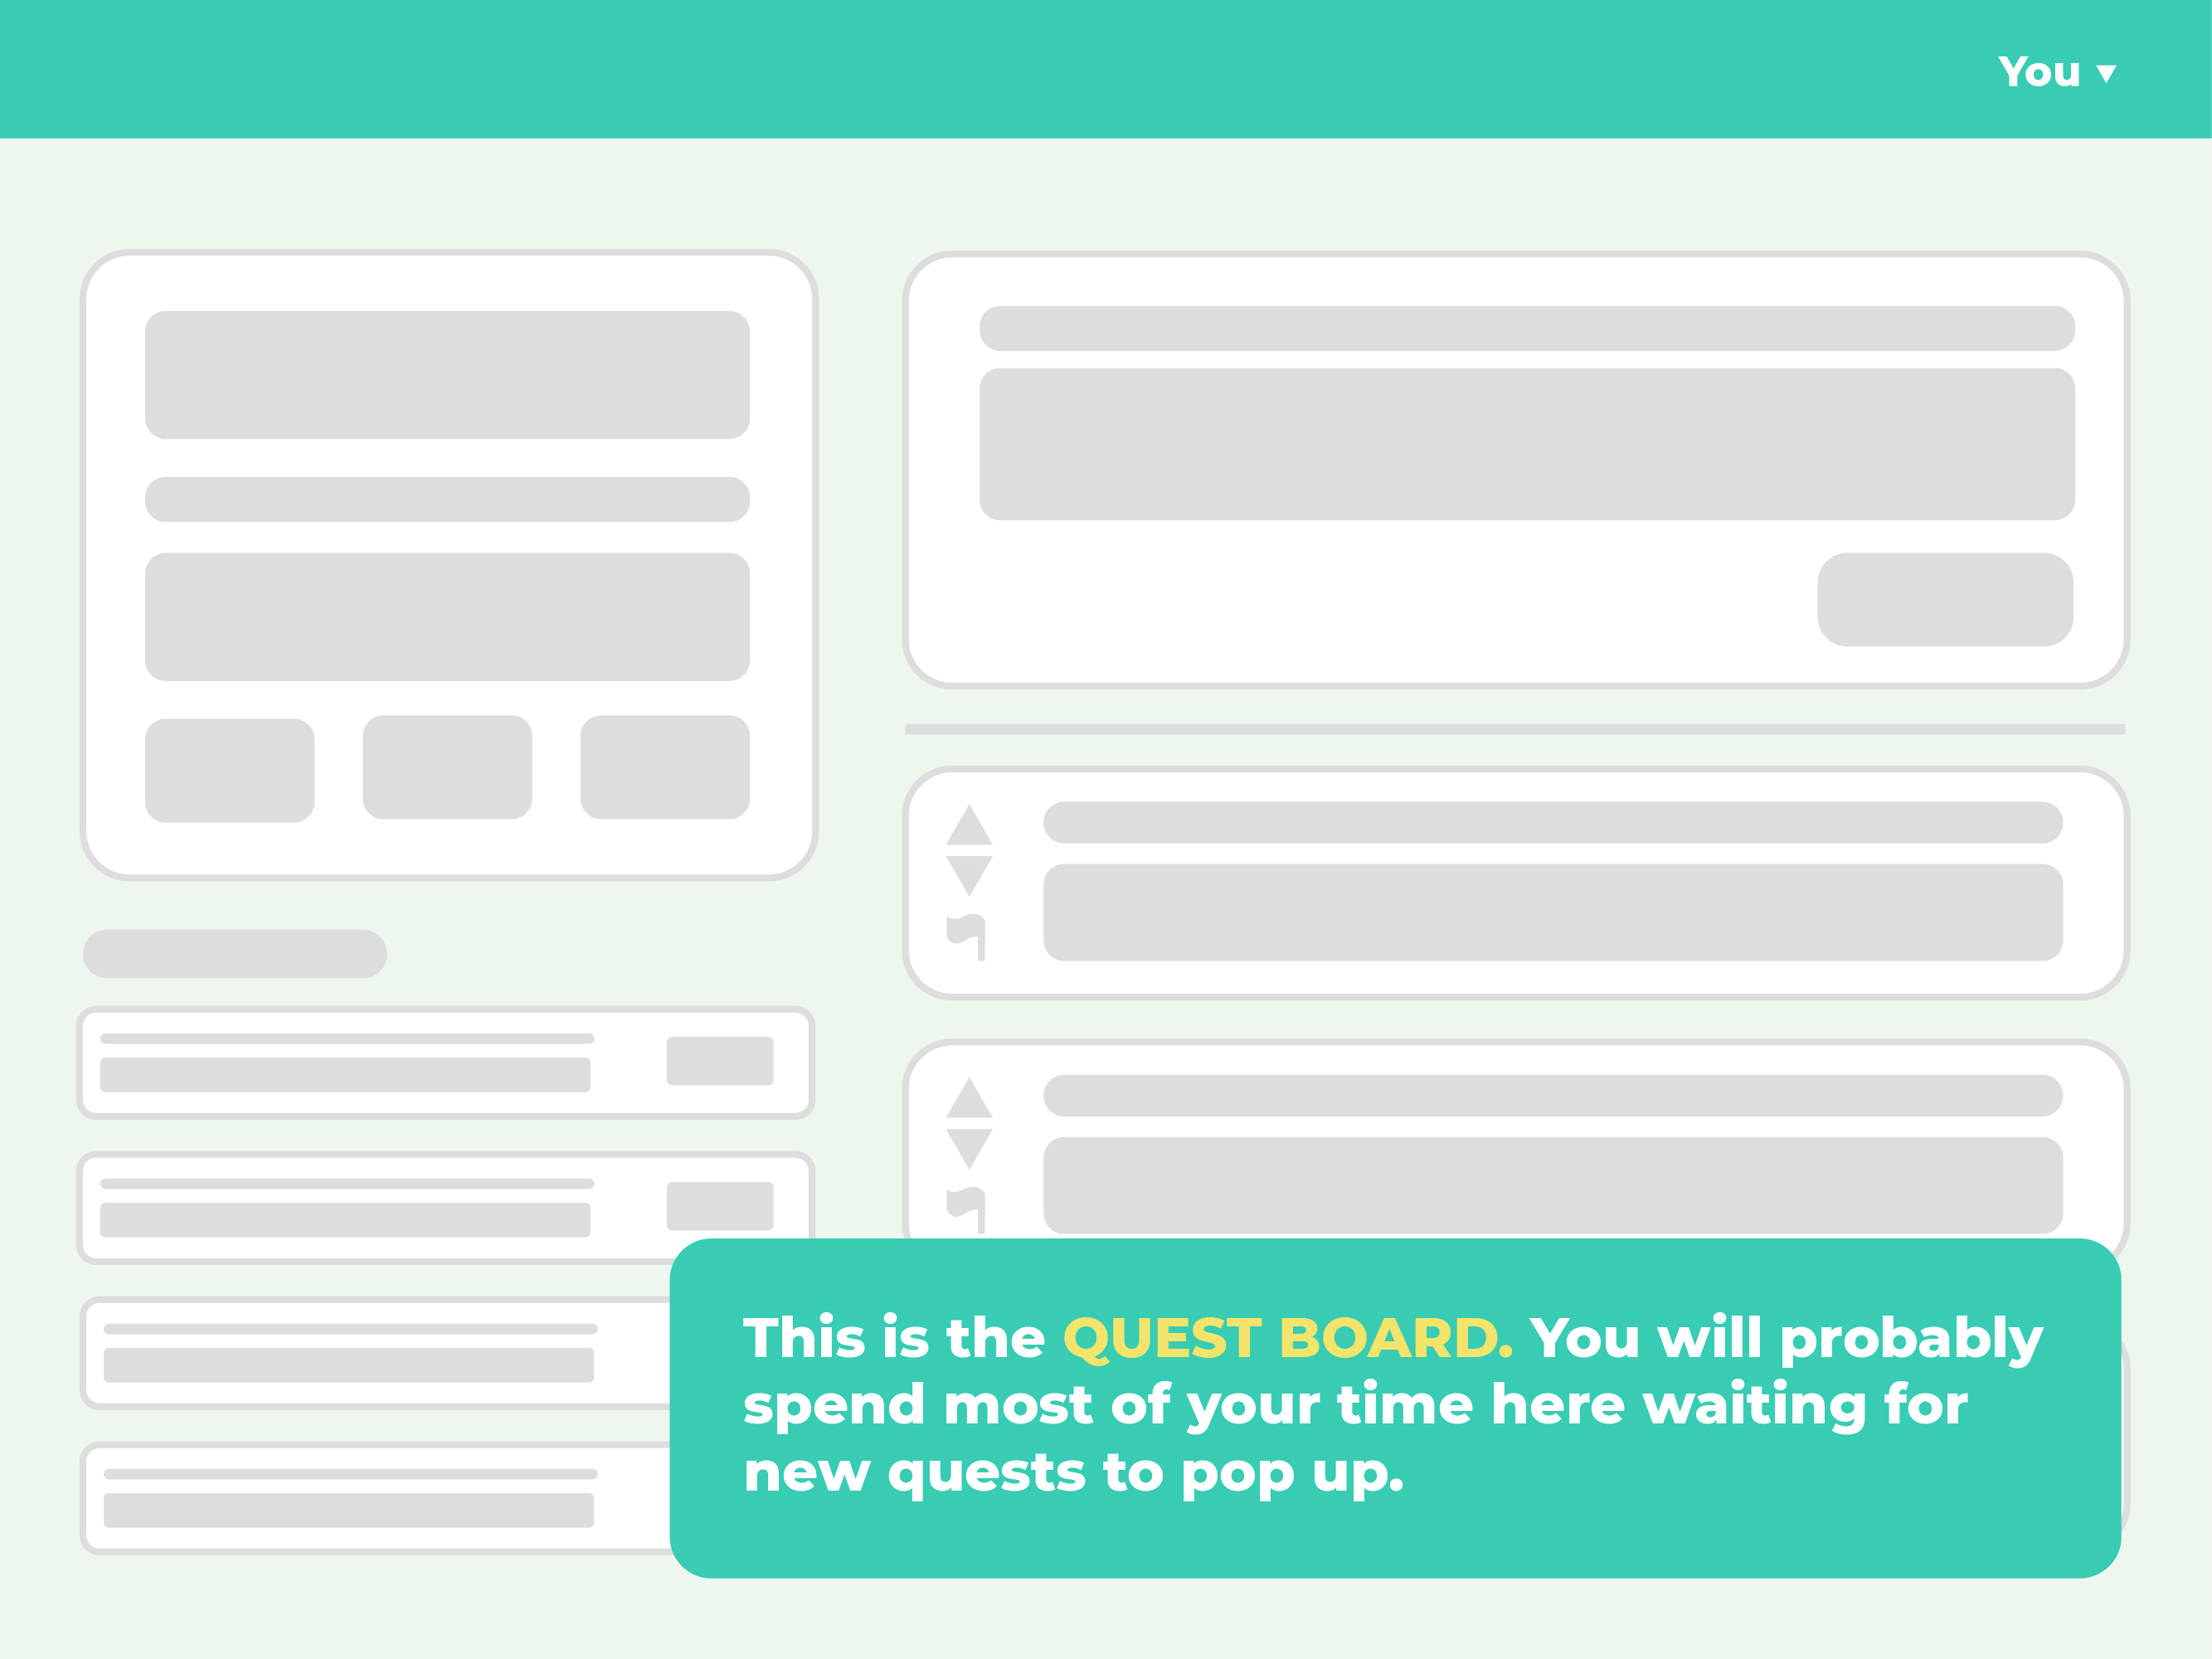 You
This is the QUEST BOARD. You will probably
spend most of your time here waiting for
new quests to pop up.